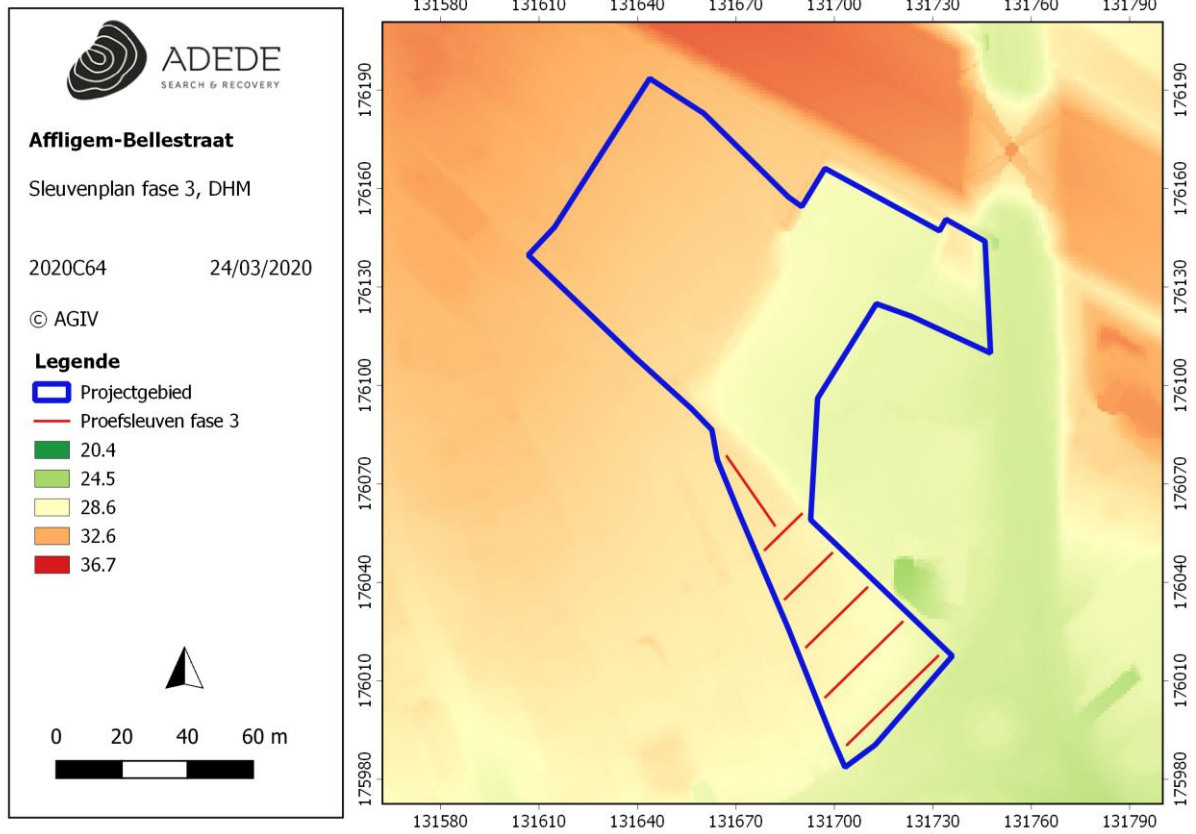 ADEDE
SEARCH & RECOVERY
Affligem-Bellestraat
Sleuvenplan fase 3, DHM
2020C64 24/03/2020
© AGIV
Legende
Projectgebied
Proefsleuven fase 3
20.4
24.5
28.6
32.6
36.7
0 20 40 60 m
131580 131610 131640 131670 131700 131730 131760 131790
176190
176160
176130
176100
176070
176040
176010
175980
176190
176160
176130
176100
176070
176040
176010
175980
131580 131610 131640 131670 131700 131730 131760 131790